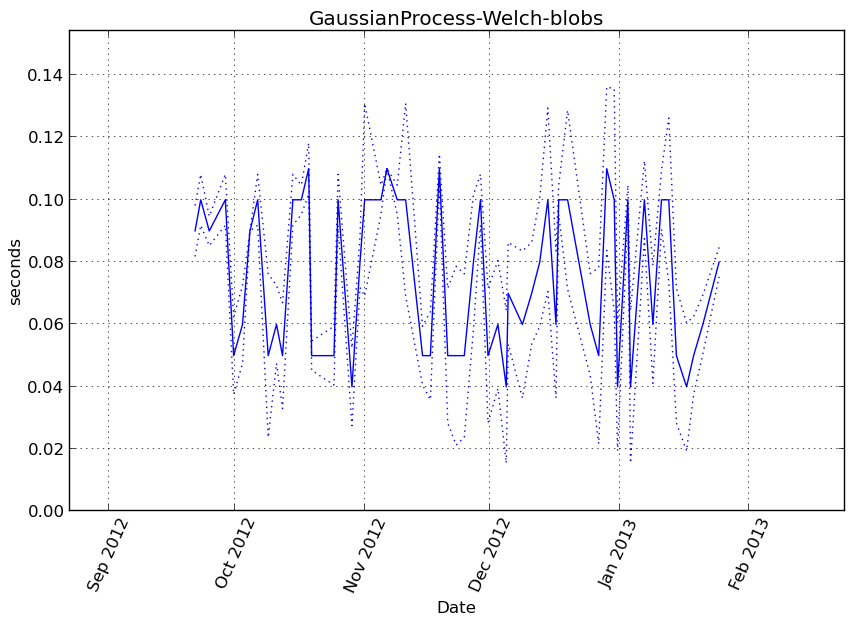 GaussianProcess-Welch-blobs
0.14
0.12
0.10
0.08
0.06
0.04
0.02
0.00
seconds
Sep 2012
Oct 2012
Nov 2012
Dec 2012
Jan 2013
Feb 2013
Date